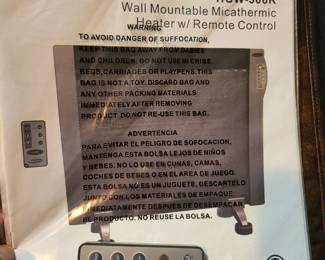 Wall Mountable Micathermic
Heater w/ Remote Control
WARNING
TO AVOID DANGER OF SUFFOCATION,
KEEP THIS BAG AWAY FROM BABIES
AND CHILDREN. DO NOT USE IN CRIBS,
BEDS, CARRIAGES OR PLAYPENS. THIS
BAG IS NOT A TOY. DISCARD BAG AND
ANY OTHER PACKING MATERIALS
IMMEDIATELY AFTER REMOVING
PRODUCT. DO NOT RE-USE THIS BAG.
ADVERTENCIA
PARA EVITAR EL PELIGRO DE SOFOCACION,
MANTENGA ESTA BOLSA LEJOS DE NIÑOS
Y BEBES. NO LO USE EN CUNAS, CAMAS,
COCHES DE BEBES O EN EL AREA DE JUEGO.
ESTA BOLSA NO ES UN JUGUETE. DESCARTELO
JUNTO CON LOS MATERIALES DE EMPAQUE
INMEDIATAMENTE DESPUES DE DESEMPACAR
EL PRODUCTO. NO REUSE LA BOLSA.